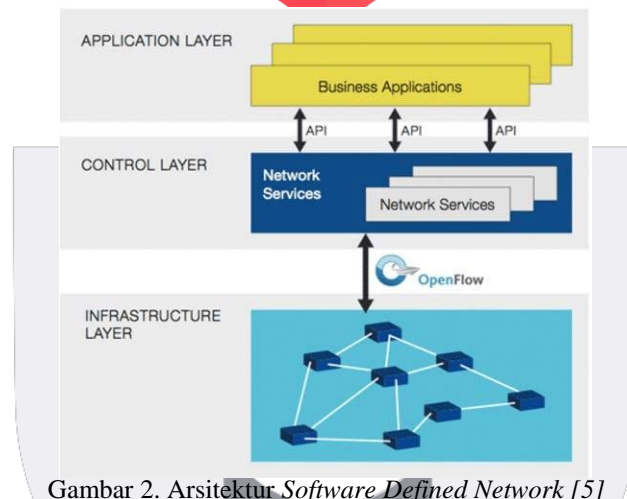 APPLICATION LAYER
Business Applications
API API API
CONTROL LAYER
Network
Services
Network Services
OpenFlow
INFRASTRUCTURE
LAYER
Gambar 2. Arsitektur Software Defined Network [5]